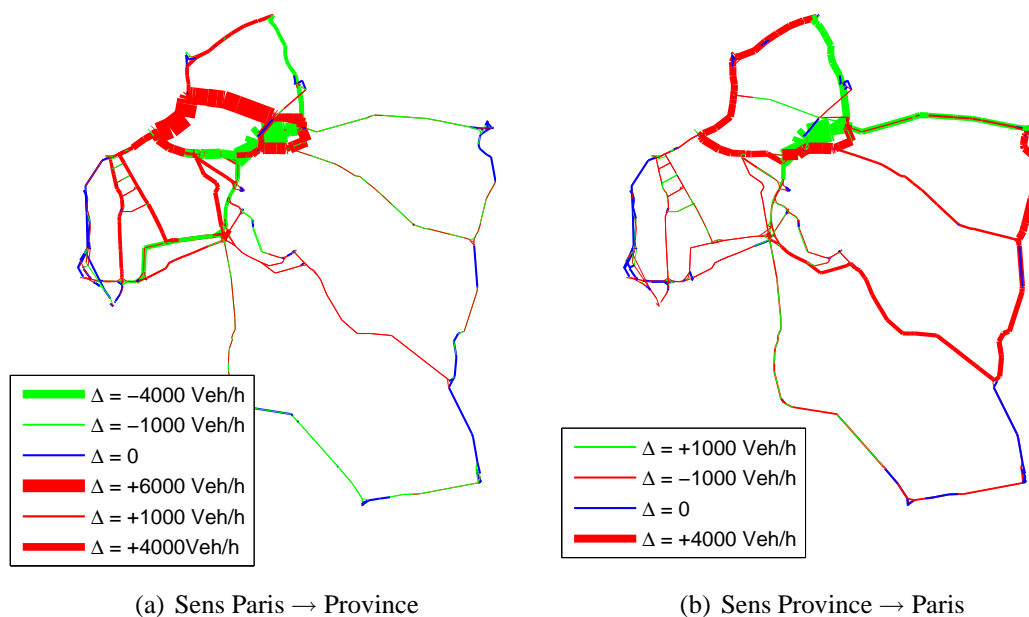 Δ = −4000 Veh/h
Δ = −1000 Veh/h
Δ = 0
Δ = +6000 Veh/h
Δ = +1000 Veh/h
Δ = +4000Veh/h
Δ = +1000 Veh/h
Δ = −1000 Veh/h
Δ = 0
Δ = +4000 Veh/h
(a) Sens Paris → Province
(b) Sens Province → Paris